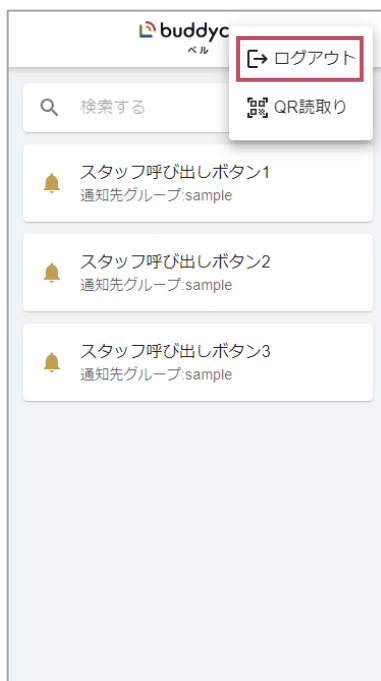 buddyc
ベル
ログアウト
QR読取り
検索する
スタッフ呼び出しボタン1
通知先グループ:sample
スタッフ呼び出しボタン2
通知先グループ:sample
スタッフ呼び出しボタン3
通知先グループ:sample